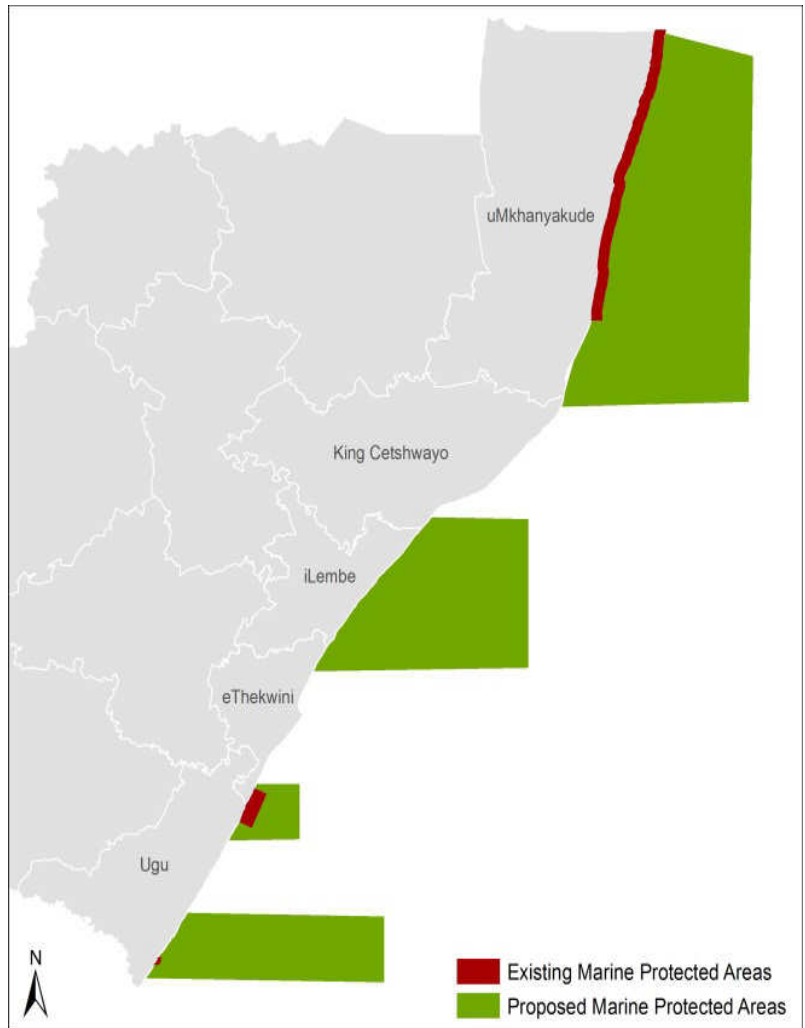 uMkhanyakude
King Cetshwayo
iLembe
eThekwini
Ugu
N
Existing Marine Protected Areas
Proposed Marine Protected Areas